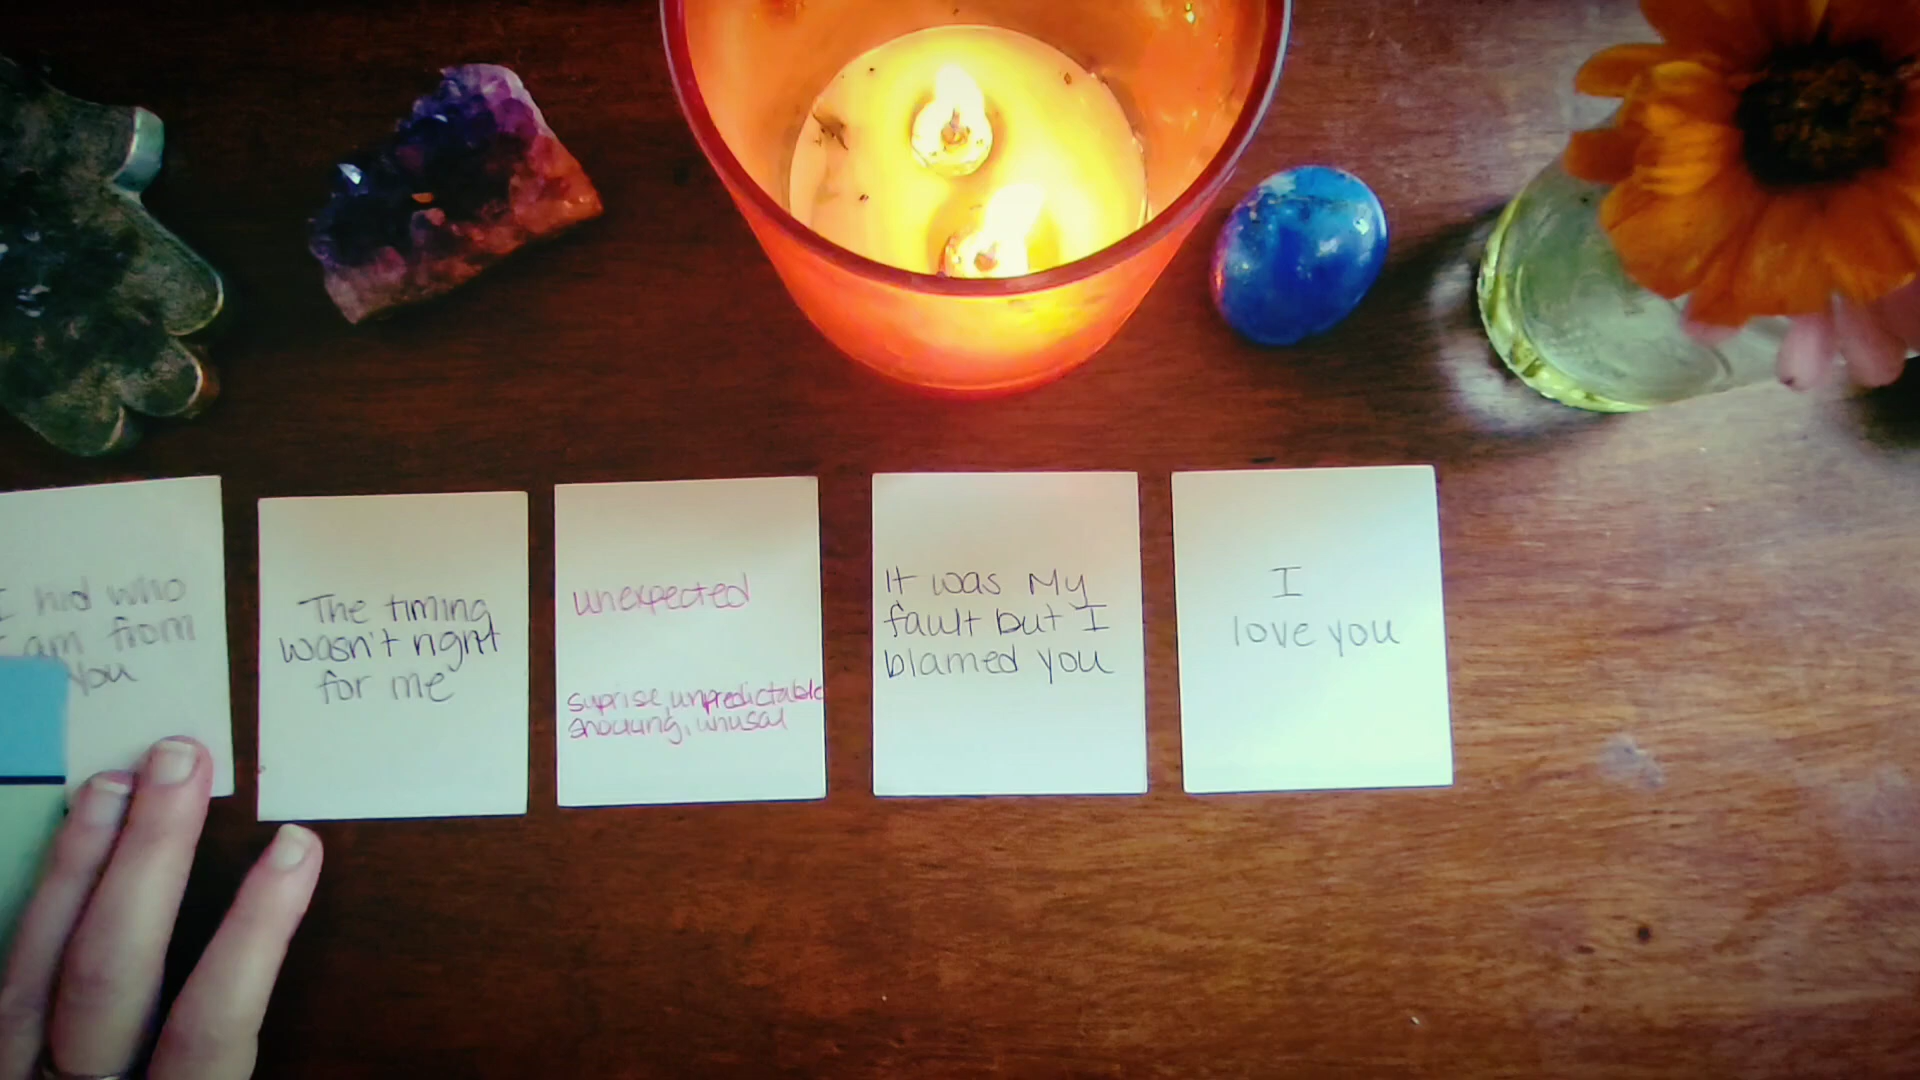 I hid who
I am from
you
The timing
wasn't right
for me
unexpected
suprise, unpredictable
shocking, unusal
It was My
fault but I
blamed you
I
love you